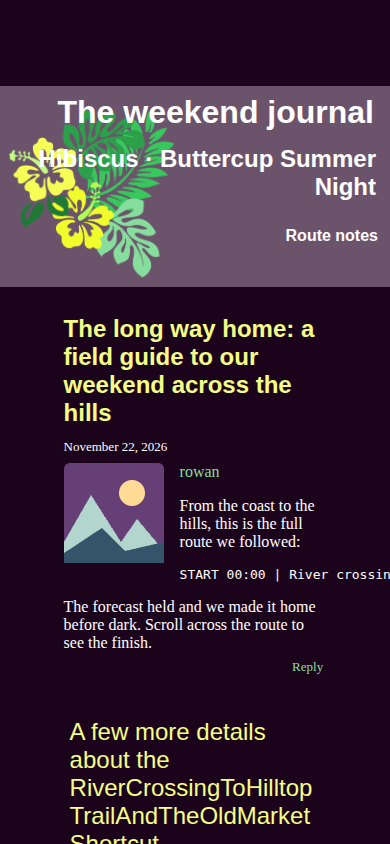 The weekend journal
Hibiscus · Buttercup Summer
Night
Route notes
The long way home: a
field guide to our
weekend across the
hills
November 22, 2026
rowan
From the coast to the
hills, this is the full
route we followed:
START 00:00 | River crossin
The forecast held and we made it home
before dark. Scroll across the route to
see the finish.
Reply
A few more details
about the
RiverCrossingToHilltop
TrailAndTheOldMarket
Shortcut